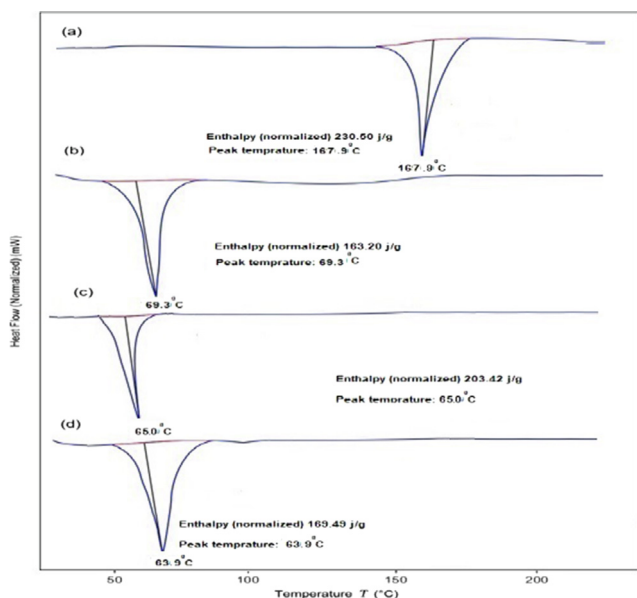 (a)
Enthalpy (normalized) 230.50 j/g
Peak temprature: 167.9°C
167.9°C
(b)
Enthalpy (normalized) 163.20 j/g
Peak temprature: 69.3°C
69.3°C
(c)
Enthalpy (normalized) 203.42 j/g
Peak temprature: 65.0°C
65.0°C
(d)
Enthalpy (normalized) 169.49 j/g
Peak temprature: 63.9°C
63.9°C
Heat Flow (Normalized) (mW)
50
100
150
200
Temperature T (°C)